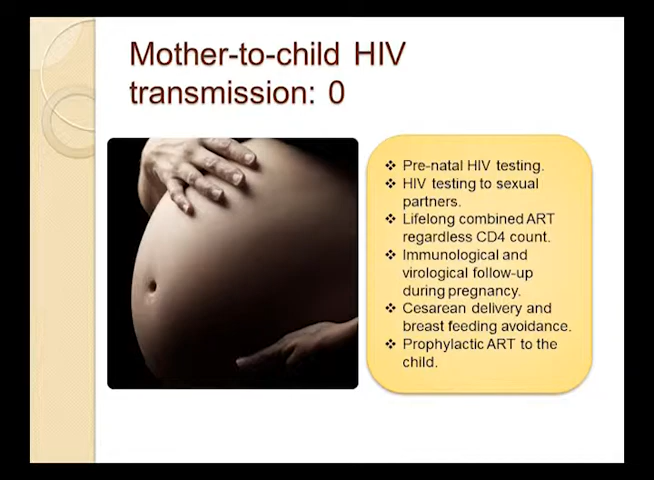 Mother-to-child HIV
transmission: 0
❖ Pre-natal HIV testing.
❖ HIV testing to sexual
partners.
❖ Lifelong combined ART
regardless CD4 count.
❖ Immunological and
virological follow-up
during pregnancy.
❖ Cesarean delivery and
breast feeding avoidance.
❖ Prophylactic ART to the
child.